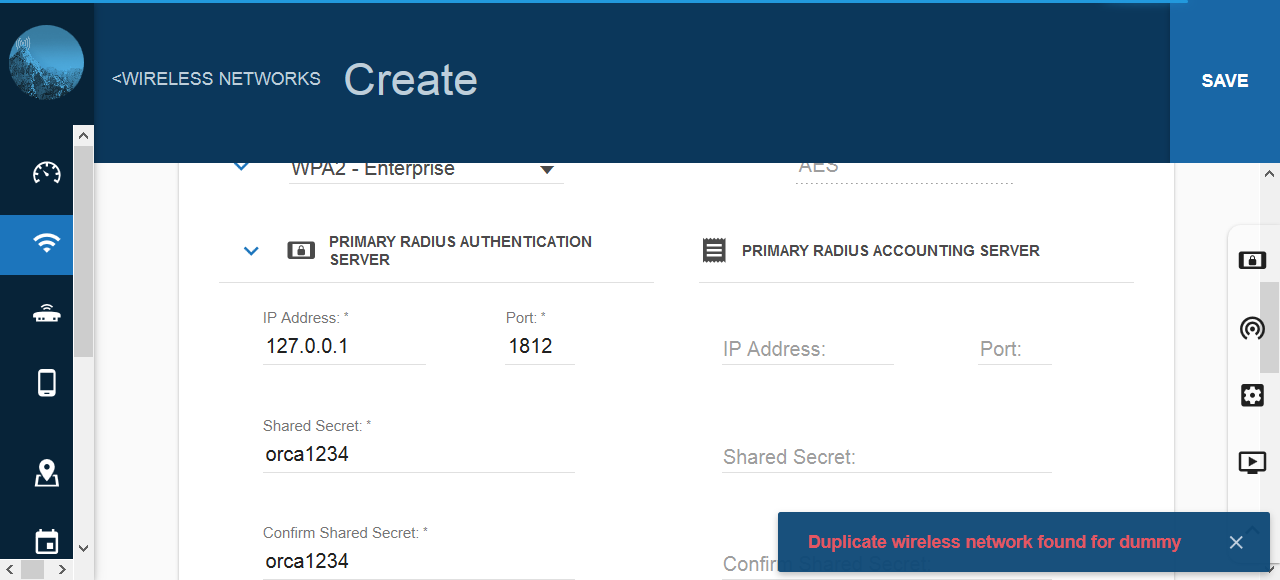 <WIRELESS NETWORKS Create
SAVE
WPA2 - Enterprise
AES
PRIMARY RADIUS AUTHENTICATION
SERVER
PRIMARY RADIUS ACCOUNTING SERVER
IP Address: *
Port: *
127.0.0.1
1812
IP Address:
Port:
Shared Secret: *
orca1234
Shared Secret:
Confirm Shared Secret: *
orca1234
Confirm Shared Secret
Duplicate wireless network found for dummy